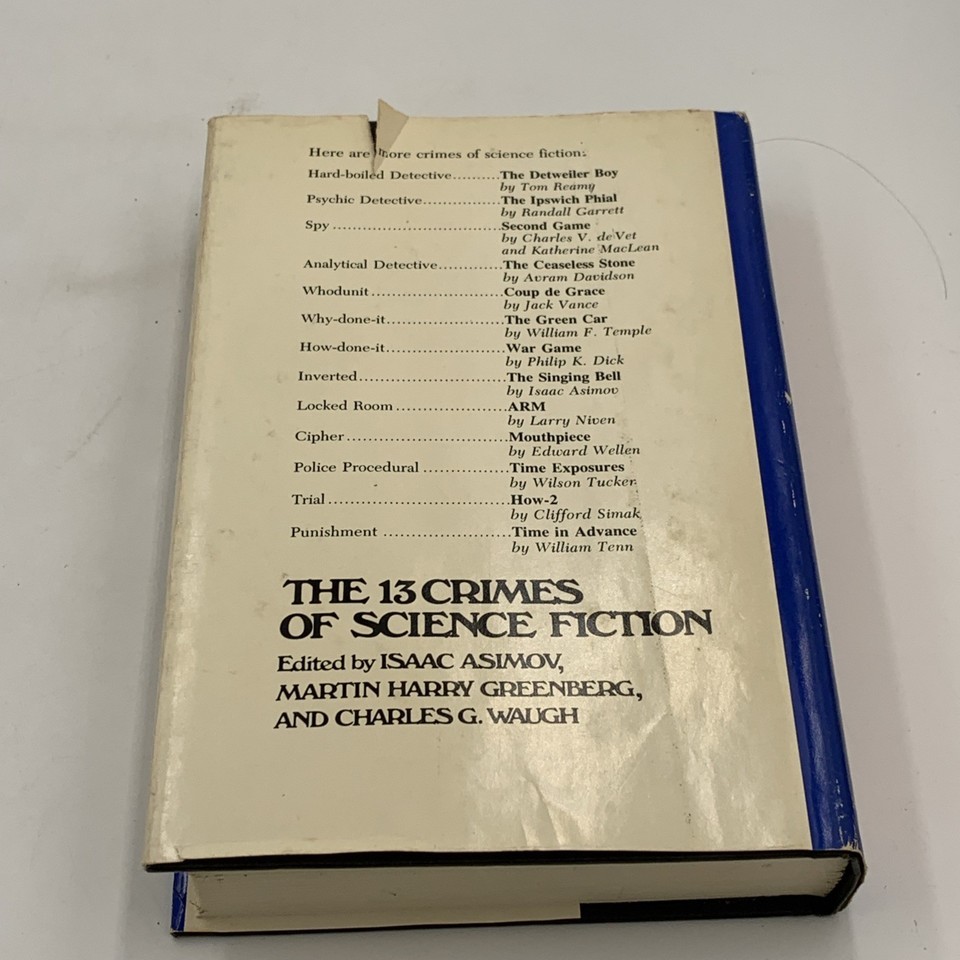 Here are more crimes of science fiction:
Hard-boiled Detective..........The Detweiler Boy
by Tom Reamy
Psychic Detective................The Ipswich Phial
by Randall Garrett
Spy ..................................Second Game
by Charles V. de Vet
and Katherine MacLean
Analytical Detective.............The Ceaseless Stone
by Avram Davidson
Whodunit..........................Coup de Grace
by Jack Vance
Why-done-it.......................The Green Car
by William F. Temple
How-done-it.......................War Game
by Philip K. Dick
Inverted.............................The Singing Bell
by Isaac Asimov
Locked Room .....................ARM
by Larry Niven
Cipher...............................Mouthpiece
by Edward Wellen
Police Procedural ................Time Exposures
by Wilson Tucker
Trial..................................How-2
by Clifford Simak
Punishment ........................Time in Advance
by William Tenn
THE 13 CRIMES
OF SCIENCE FICTION
Edited by ISAAC ASIMOV,
MARTIN HARRY GREENBERG,
AND CHARLES G. WAUGH